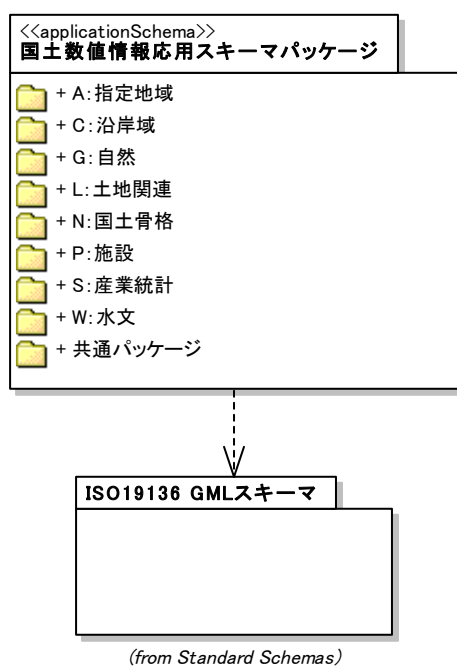 <<applicationSchema>>
国土数値情報応用スキーマパッケージ
+ A:指定地域
+ C:沿岸域
+ G:自然
+ L:土地関連
+ N:国土骨格
+ P:施設
+ S:産業統計
+ W:水文
+ 共通パッケージ
ISO19136 GMLスキーマ
(from Standard Schemas)